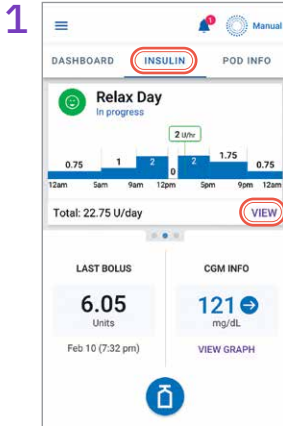 1
Manual
DASHBOARD INSULIN POD INFO
Relax Day
In progress
2 U/hr
0.75 1 2 0 2 1.75 0.75
12am 5am 9am 12pm 5pm 9pm 12am
Total: 22.75 U/day VIEW
LAST BOLUS CGM INFO
6.05 121
Units mg/dL
Feb 10 (7:32 pm) VIEW GRAPH